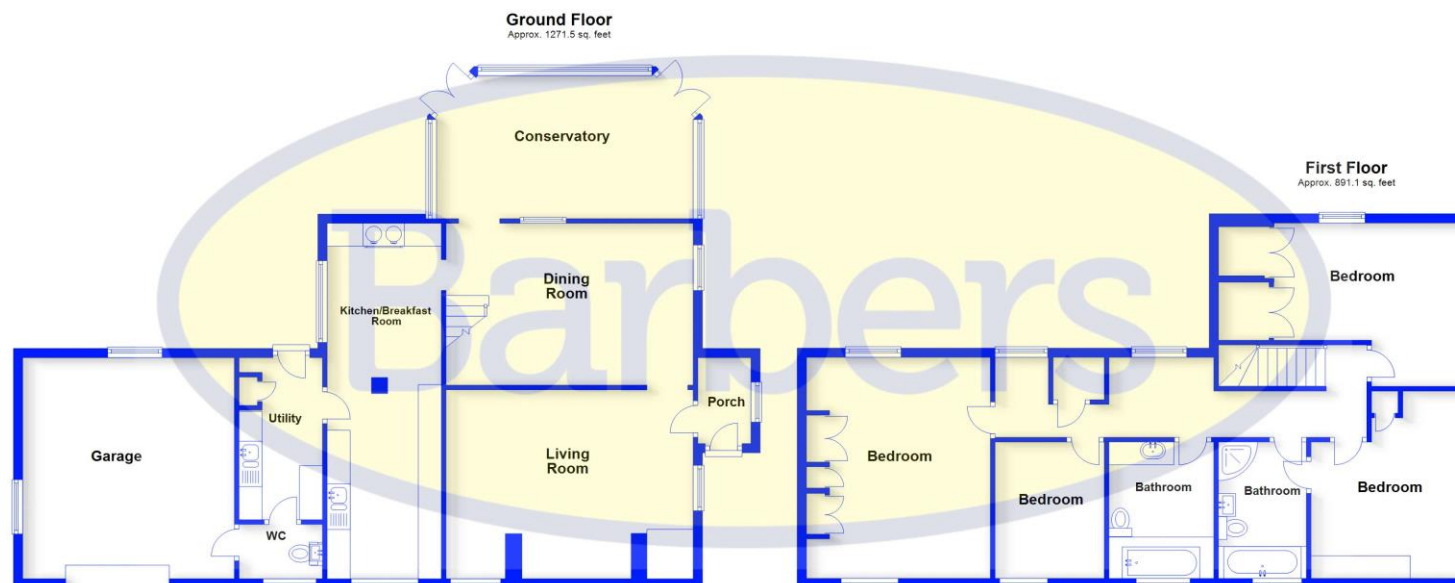 Ground Floor
Approx. 1271.5 sq. feet
Conservatory
Dining
Room
Kitchen/Breakfast
Room
Utility
Garage
Living
Room
Porch
WC
First Floor
Approx. 891.1 sq. feet
Bedroom
Bedroom
Bedroom
Bathroom
Bathroom
Bedroom
Barbers